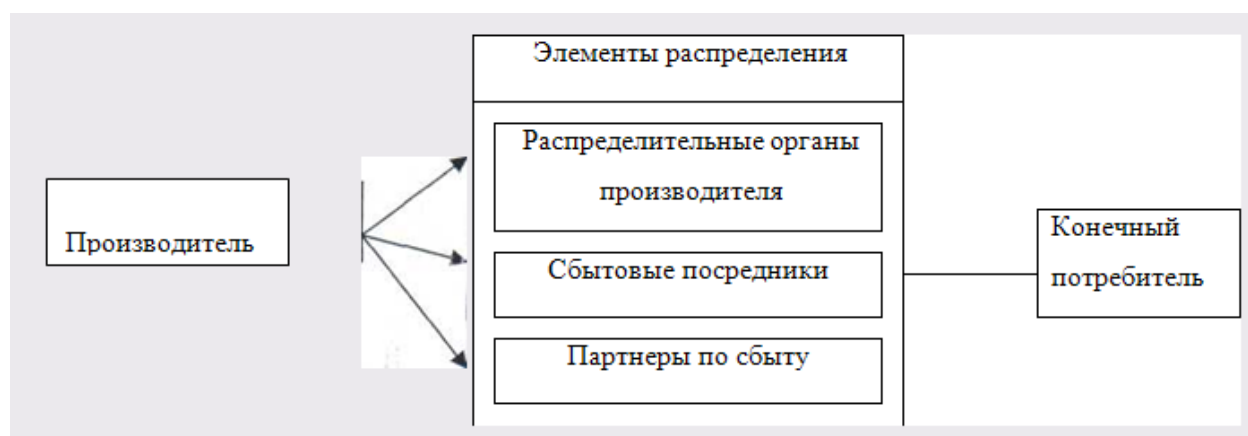 Элементы распределения
Распределительные органы
производителя
Производитель
Сбытовые посредники
Партнеры по сбыту
Конечный
потребитель